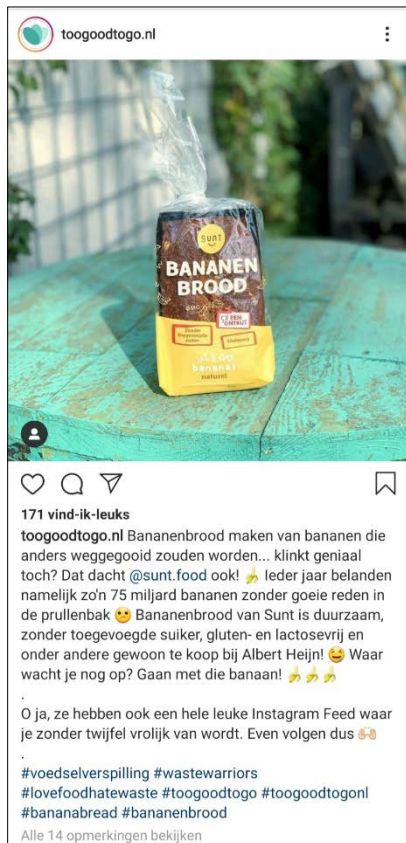 toogoodtogo.nl
sunt
BANANEN
BROOD
Zonder
toegevoegde
suiker
naturel
171 vind-ik-leuks
toogoodtogo.nl Bananenbrood maken van bananen die
anders weggegooid zouden worden... klinkt geniaal
toch? Dat dacht @sunt.food ook! 🍌 Ieder jaar belanden
namelijk zo'n 75 miljard bananen zonder goeie reden in
de prullenbak 😕 Bananenbrood van Sunt is duurzaam,
zonder toegevoegde suiker, gluten- en lactosevrij en
onder andere gewoon te koop bij Albert Heijn! 😄 Waar
wacht je nog op? Gaan met die banaan! 🍌🍌🍌
.
O ja, ze hebben ook een hele leuke Instagram Feed waar
je zonder twijfel vrolijk van wordt. Even volgen dus 🙌🏻
.
#voedselverspilling #wastewarriors
#lovefoodhatewaste #toogoodtogo #toogoodtogonl
#bananabread #bananenbrood
Alle 14 opmerkingen bekijken